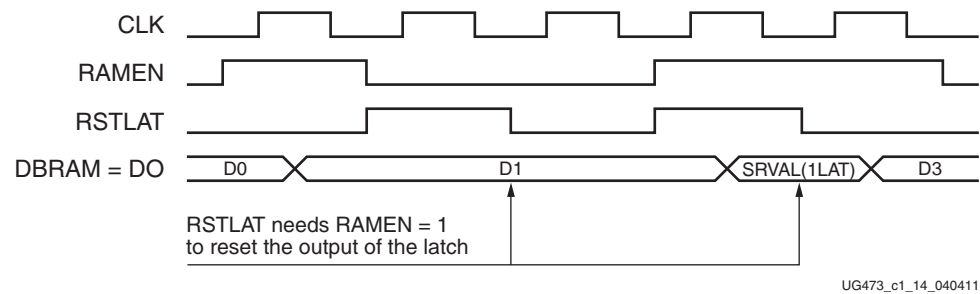 CLK
RAMEN
RSTLAT
DBRAM = DO
D0
D1
SRVAL(1LAT)
D3
RSTLAT needs RAMEN = 1
to reset the output of the latch
UG473_c1_14_040411